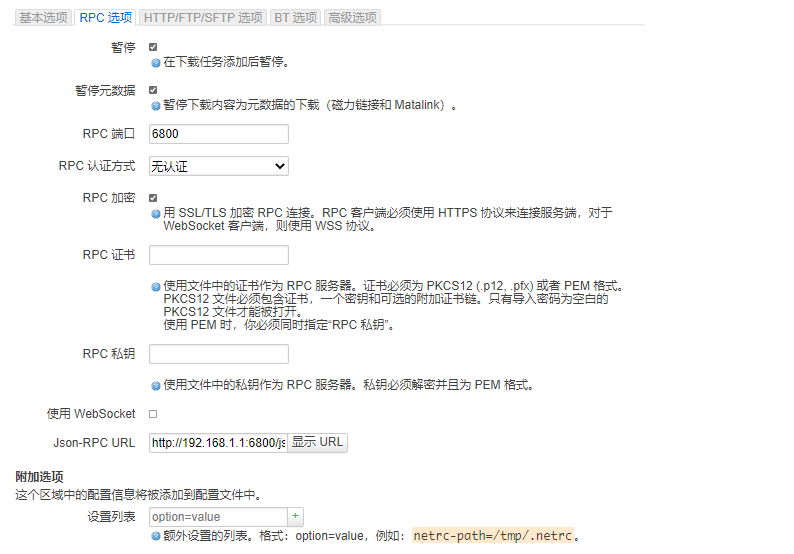 基本选项 RPC 选项 HTTP/FTP/SFTP 选项 BT 选项 高级选项
暂停
在下载任务添加后暂停。
暂停元数据
暂停下载内容为元数据的下载（磁力链接和 Matalink）。
RPC 端口 6800
RPC 认证方式 无认证
RPC 加密
用 SSL/TLS 加密 RPC 连接。RPC 客户端必须使用 HTTPS 协议来连接服务端，对于
WebSocket 客户端，则使用 WSS 协议。
RPC 证书
使用文件中的证书作为 RPC 服务器。证书必须为 PKCS12 (.p12, .pfx) 或者 PEM 格式。
PKCS12 文件必须包含证书，一个密钥和可选的附加证书链。只有导入密码为空白的
PKCS12 文件才能被打开。
使用 PEM 时，你必须同时指定“RPC 私钥”。
RPC 私钥
使用文件中的私钥作为 RPC 服务器。私钥必须解密并且为 PEM 格式。
使用 WebSocket
Json-RPC URL http://192.168.1.1:6800/js 显示 URL
附加选项
这个区域中的配置信息将被添加到配置文件中。
设置列表 option=value +
额外设置的列表。格式：option=value，例如：netrc-path=/tmp/.netrc。